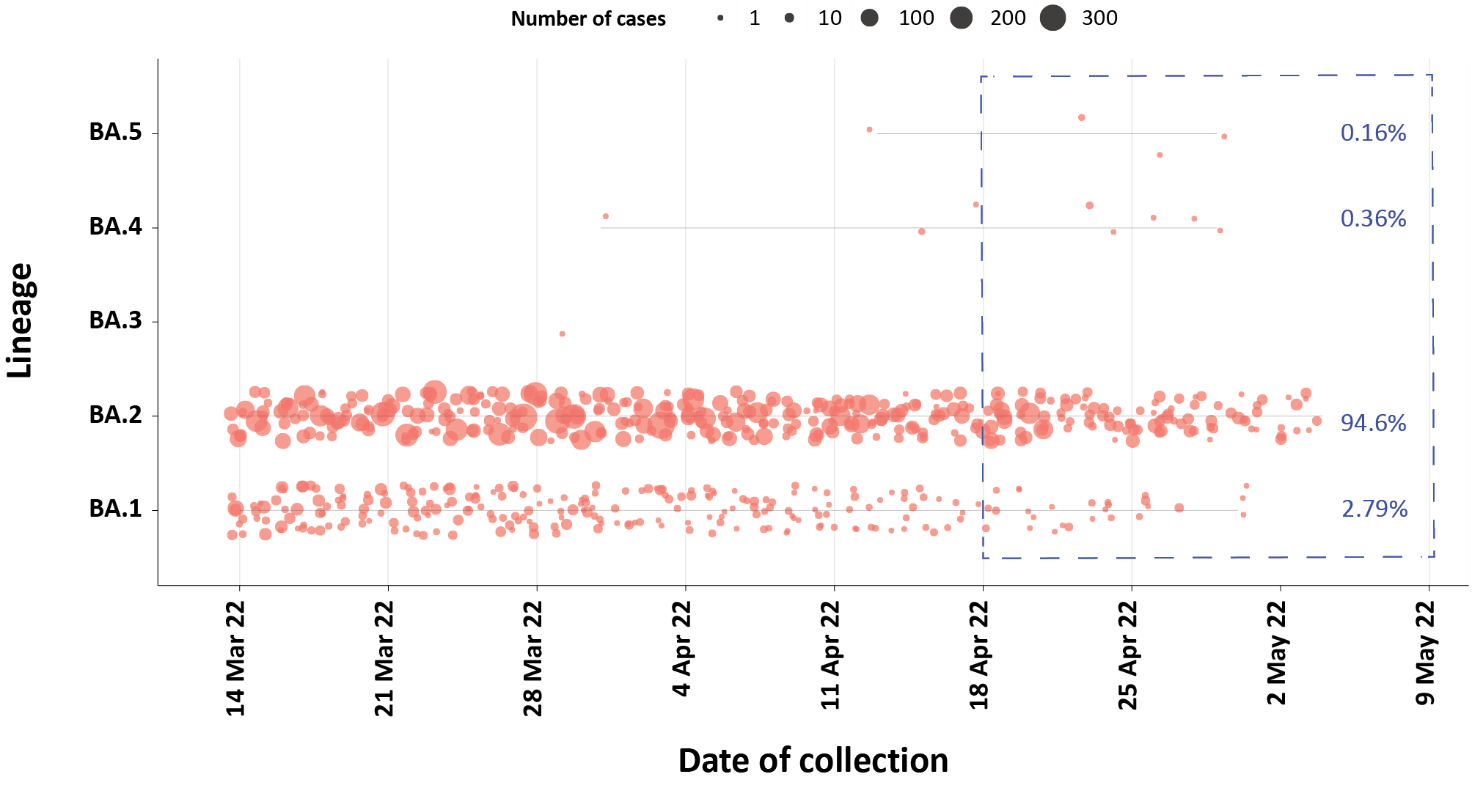 Number of cases 1 10 100 200 300
BA.5 0.16%
BA.4 0.36%
BA.3
BA.2 94.6%
BA.1 2.79%
Lineage
14 Mar 22 21 Mar 22 28 Mar 22 4 Apr 22 11 Apr 22 18 Apr 22 25 Apr 22 2 May 22 9 May 22
Date of collection